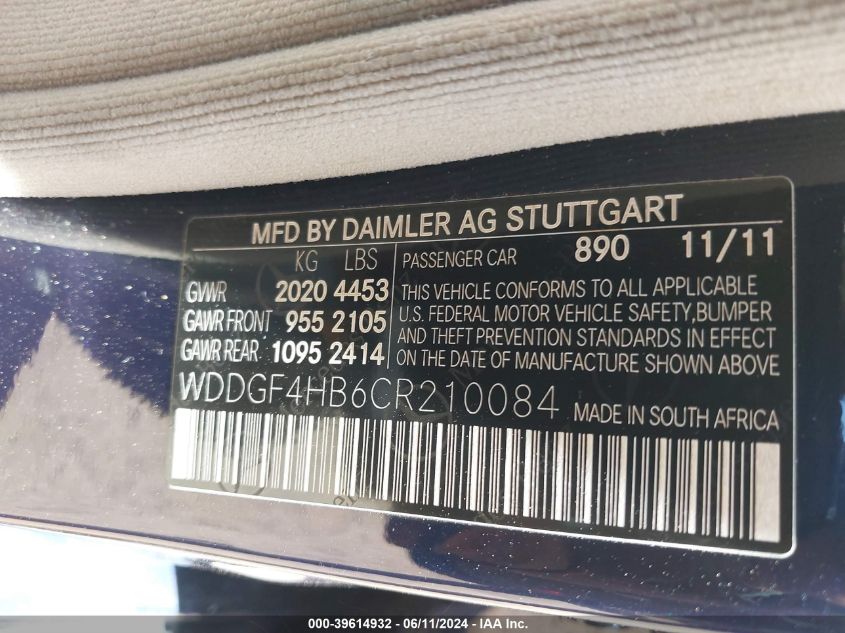 MFD BY DAIMLER AG STUTTGART
KG LBS
GVWR 2020 4453
GAWR FRONT 955 2105
GAWR REAR 1095 2414
PASSENGER CAR 890 11/11
THIS VEHICLE CONFORMS TO ALL APPLICABLE
U.S. FEDERAL MOTOR VEHICLE SAFETY,BUMPER
AND THEFT PREVENTION STANDARDS IN EFFECT
ON THE DATE OF MANUFACTURE SHOWN ABOVE
WDDGF4HB6CR210084 MADE IN SOUTH AFRICA
000-39614932 - 06/11/2024 - IAA Inc.